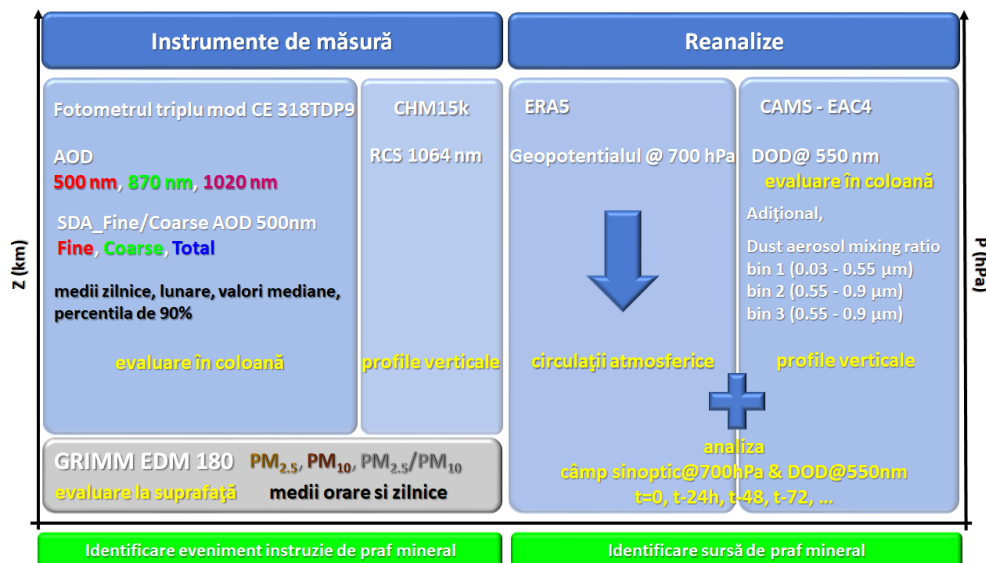 Instrumente de măsură
Reanalize
Z (km)
P (hPa)
Fotometrul triplu mod CE 318TDP9
AOD
500 nm, 870 nm, 1020 nm
SDA_Fine/Coarse AOD 500nm
Fine, Coarse, Total
medii zilnice, lunare, valori mediane,
percentila de 90%
evaluare în coloană
CHM15k
RCS 1064 nm
profile verticale
GRIMM EDM 180 PM2.5, PM10, PM2.5/PM10
evaluare la suprafață medii orare si zilnice
ERA5
Geopotentialul @ 700 hPa
circulații atmosferice
CAMS - EAC4
DOD@ 550 nm
evaluare în coloană
Adițional,
Dust aerosol mixing ratio
bin 1 (0.03 - 0.55 µm)
bin 2 (0.55 - 0.9 µm)
bin 3 (0.55 - 0.9 µm)
profile verticale
analiza
câmp sinoptic@700hPa & DOD@550nm
t=0, t-24h, t-48, t-72, ...
Identificare eveniment instruzie de praf mineral
Identificare sursă de praf mineral